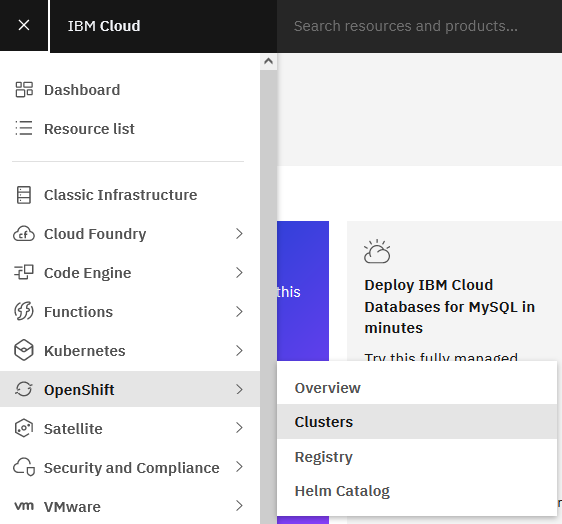 IBM Cloud
Search resources and products...
Dashboard
Resource list
Classic Infrastructure
Cloud Foundry
Code Engine
Functions
Kubernetes
OpenShift
Satellite
Security and Compliance
VMware
this
Deploy IBM Cloud
Databases for MySQL in
minutes
Try this fully managed
Overview
Clusters
Registry
Helm Catalog